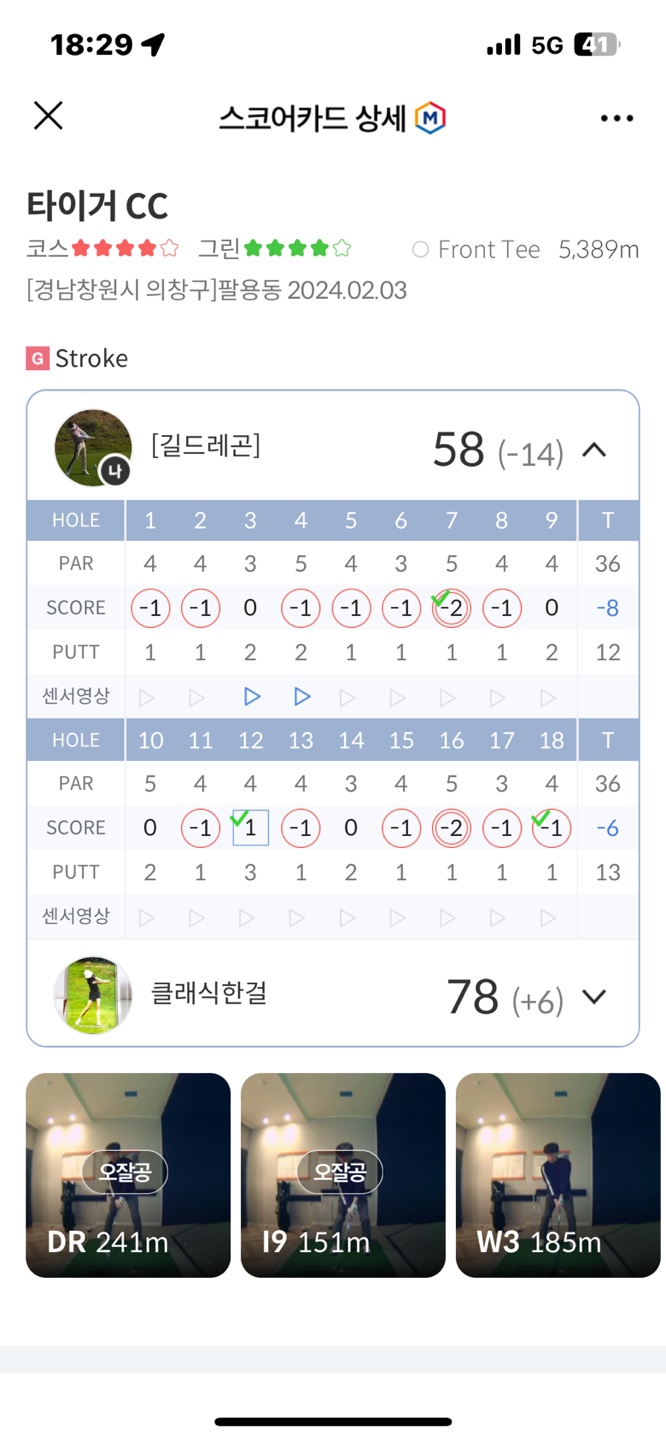 18:29 5G 41
스코어카드 상세 M
타이거 CC
코스 그린 Front Tee 5,389m
[경남창원시 의창구]팔용동 2024.02.03
G Stroke
나 [길드레곤] 58 (-14)
HOLE 1 2 3 4 5 6 7 8 9 T
PAR 4 4 3 5 4 3 5 4 4 36
SCORE -1 -1 0 -1 -1 -1 -2 -1 0 -8
PUTT 1 1 2 2 1 1 1 1 2 12
센서영상
HOLE 10 11 12 13 14 15 16 17 18 T
PAR 5 4 4 4 3 4 5 3 4 36
SCORE 0 -1 1 -1 0 -1 -2 -1 -1 -6
PUTT 2 1 3 1 2 1 1 1 1 13
센서영상
클래식한걸 78 (+6)
오잘공 오잘공
DR 241m I9 151m W3 185m